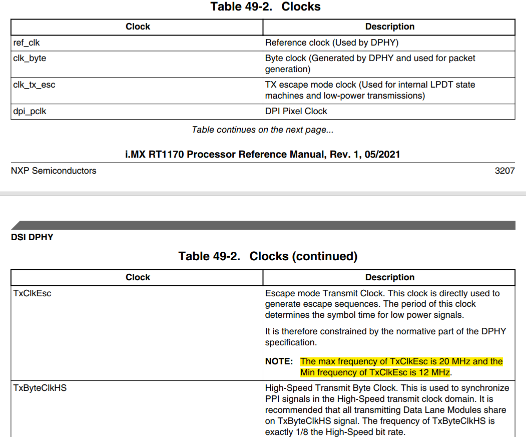 Table 49-2. Clocks
Clock Description
ref_clk Reference clock (Used by DPHY)
clk_byte Byte clock (Generated by DPHY and used for packet
generation)
clk_tx_esc TX escape mode clock (Used for internal LPDT state
machines and low-power transmissions)
dpi_pclk DPI Pixel Clock
Table continues on the next page...
i.MX RT1170 Processor Reference Manual, Rev. 1, 05/2021
NXP Semiconductors 3207
DSI DPHY
Table 49-2. Clocks (continued)
Clock Description
TxClkEsc Escape mode Transmit Clock. This clock is directly used to
generate escape sequences. The period of this clock
determines the symbol time for low power signals.
It is therefore constrained by the normative part of the DPHY
specification.
NOTE: The max frequency of TxClkEsc is 20 MHz and the
Min frequency of TxClkEsc is 12 MHz.
TxByteClkHS High-Speed Transmit Byte Clock. This is used to synchronize
PPI signals in the High-Speed transmit clock domain. It is
recommended that all transmitting Data Lane Modules share
on TxByteClkHS signal. The frequency of TxByteClkHS is
exactly 1/8 the High-Speed bit rate.